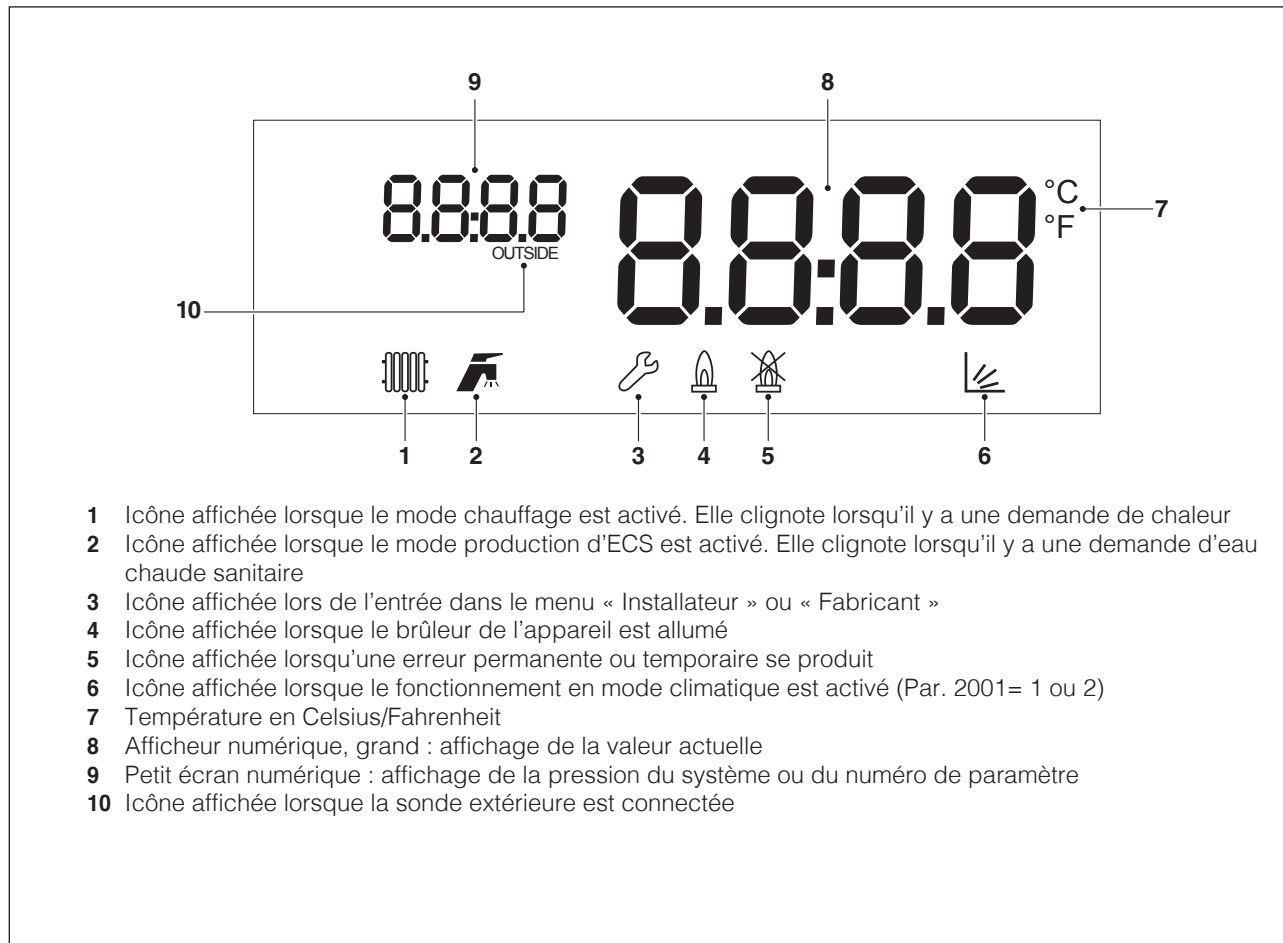 9
8
8.8:8.8
8.8:8.8
°C
°F
7
OUTSIDE
10
1
2
3
4
5
6
1 Icône affichée lorsque le mode chauffage est activé. Elle clignote lorsqu'il y a une demande de chaleur
2 Icône affichée lorsque le mode production d'ECS est activé. Elle clignote lorsqu'il y a une demande d'eau
chaude sanitaire
3 Icône affichée lors de l'entrée dans le menu « Installateur » ou « Fabricant »
4 Icône affichée lorsque le brûleur de l'appareil est allumé
5 Icône affichée lorsqu'une erreur permanente ou temporaire se produit
6 Icône affichée lorsque le fonctionnement en mode climatique est activé (Par. 2001= 1 ou 2)
7 Température en Celsius/Fahrenheit
8 Afficheur numérique, grand : affichage de la valeur actuelle
9 Petit écran numérique : affichage de la pression du système ou du numéro de paramètre
10 Icône affichée lorsque la sonde extérieure est connectée